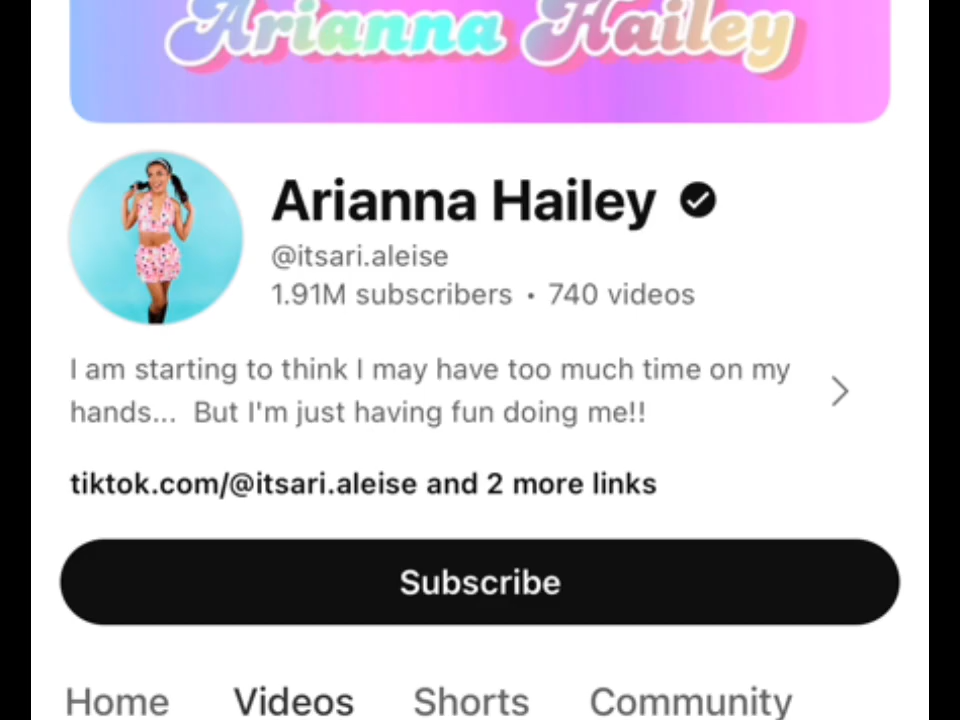 Arianna Hailey
Arianna Hailey
@itsari.aleise
1.91M subscribers • 740 videos
I am starting to think I may have too much time on my
hands... But I'm just having fun doing me!!
tiktok.com/@itsari.aleise and 2 more links
Subscribe
Home Videos Shorts Community